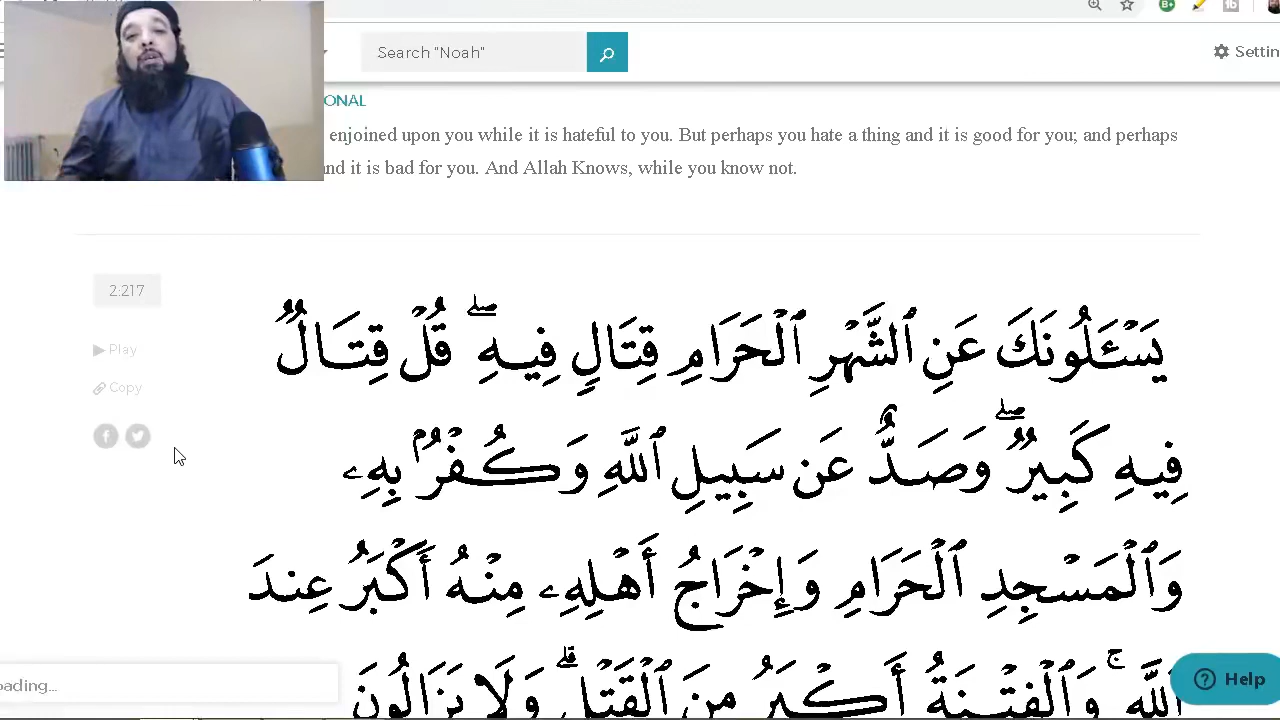 Search "Noah"
Settin
ONAL
enjoined upon you while it is hateful to you. But perhaps you hate a thing and it is good for you; and perhaps
nd it is bad for you. And Allah Knows, while you know not.
2:217
Play
Copy
يَسْـَٔلُونَكَ عَنِ ٱلشَّهْرِ ٱلْحَرَامِ قِتَالٍ فِيهِ ۖ قُلْ قِتَالٌ
فِيهِ كَبِيرٌ ۖ وَصَدٌّ عَن سَبِيلِ ٱللَّهِ وَكُفْرٌۢ بِهِۦ
وَٱلْمَسْجِدِ ٱلْحَرَامِ وَإِخْرَاجُ أَهْلِهِۦ مِنْهُ أَكْبَرُ عِندَ
ٱللَّهِ ۚ وَٱلْفِتْنَةُ أَكْبَرُ مِنَ ٱلْقَتْلِ ۗ وَلَا يَزَالُونَ
oading...
Help